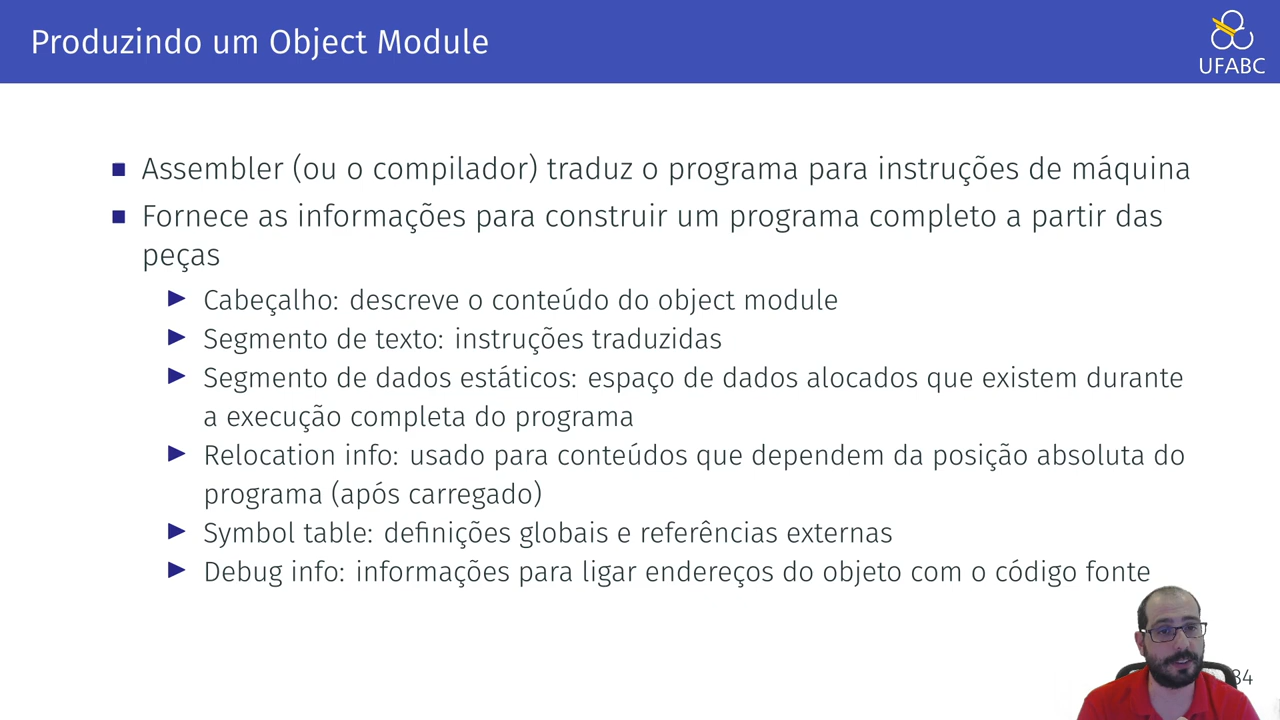 Produzindo um Object Module
UFABC
■ Assembler (ou o compilador) traduz o programa para instruções de máquina
■ Fornece as informações para construir um programa completo a partir das
peças
▶ Cabeçalho: descreve o conteúdo do object module
▶ Segmento de texto: instruções traduzidas
▶ Segmento de dados estáticos: espaço de dados alocados que existem durante
a execução completa do programa
▶ Relocation info: usado para conteúdos que dependem da posição absoluta do
programa (após carregado)
▶ Symbol table: definições globais e referências externas
▶ Debug info: informações para ligar endereços do objeto com o código fonte